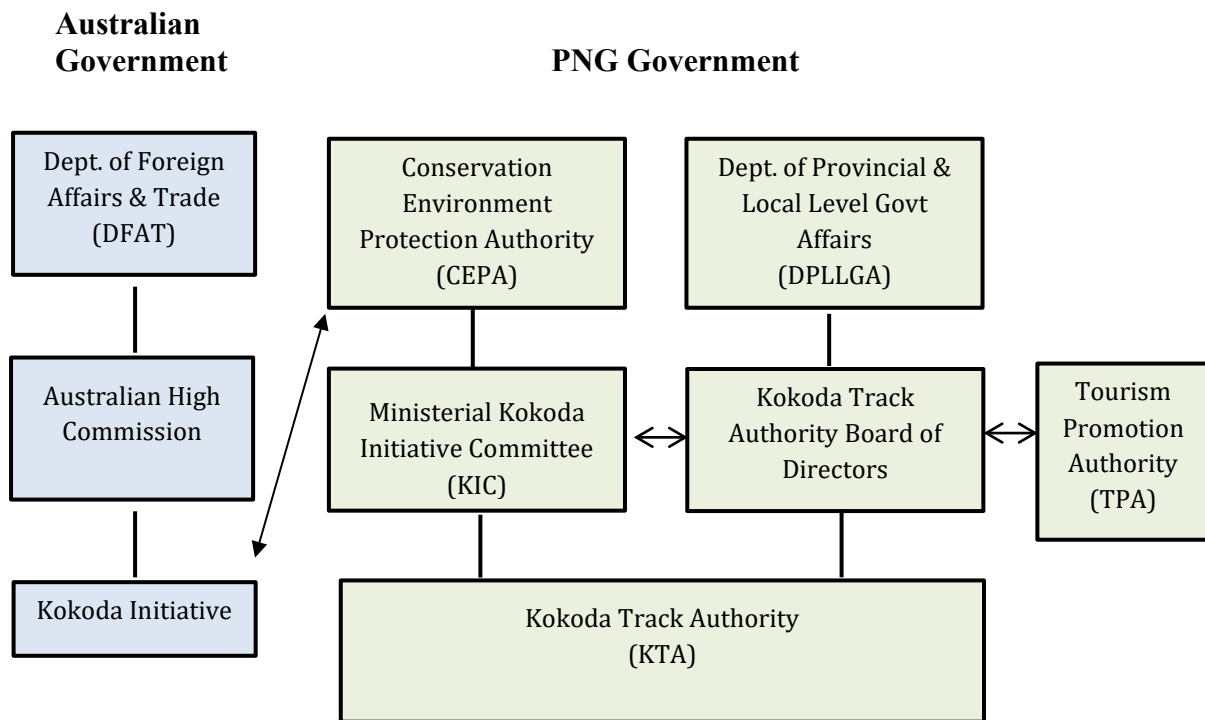 Australian
Government
PNG Government
Dept. of Foreign
Affairs & Trade
(DFAT)
Conservation
Environment
Protection Authority
(CEPA)
Dept. of Provincial &
Local Level Govt
Affairs
(DPLLGA)
Australian High
Commission
Ministerial Kokoda
Initiative Committee
(KIC)
Kokoda Track
Authority Board of
Directors
Tourism
Promotion
Authority
(TPA)
Kokoda Initiative
Kokoda Track Authority
(KTA)